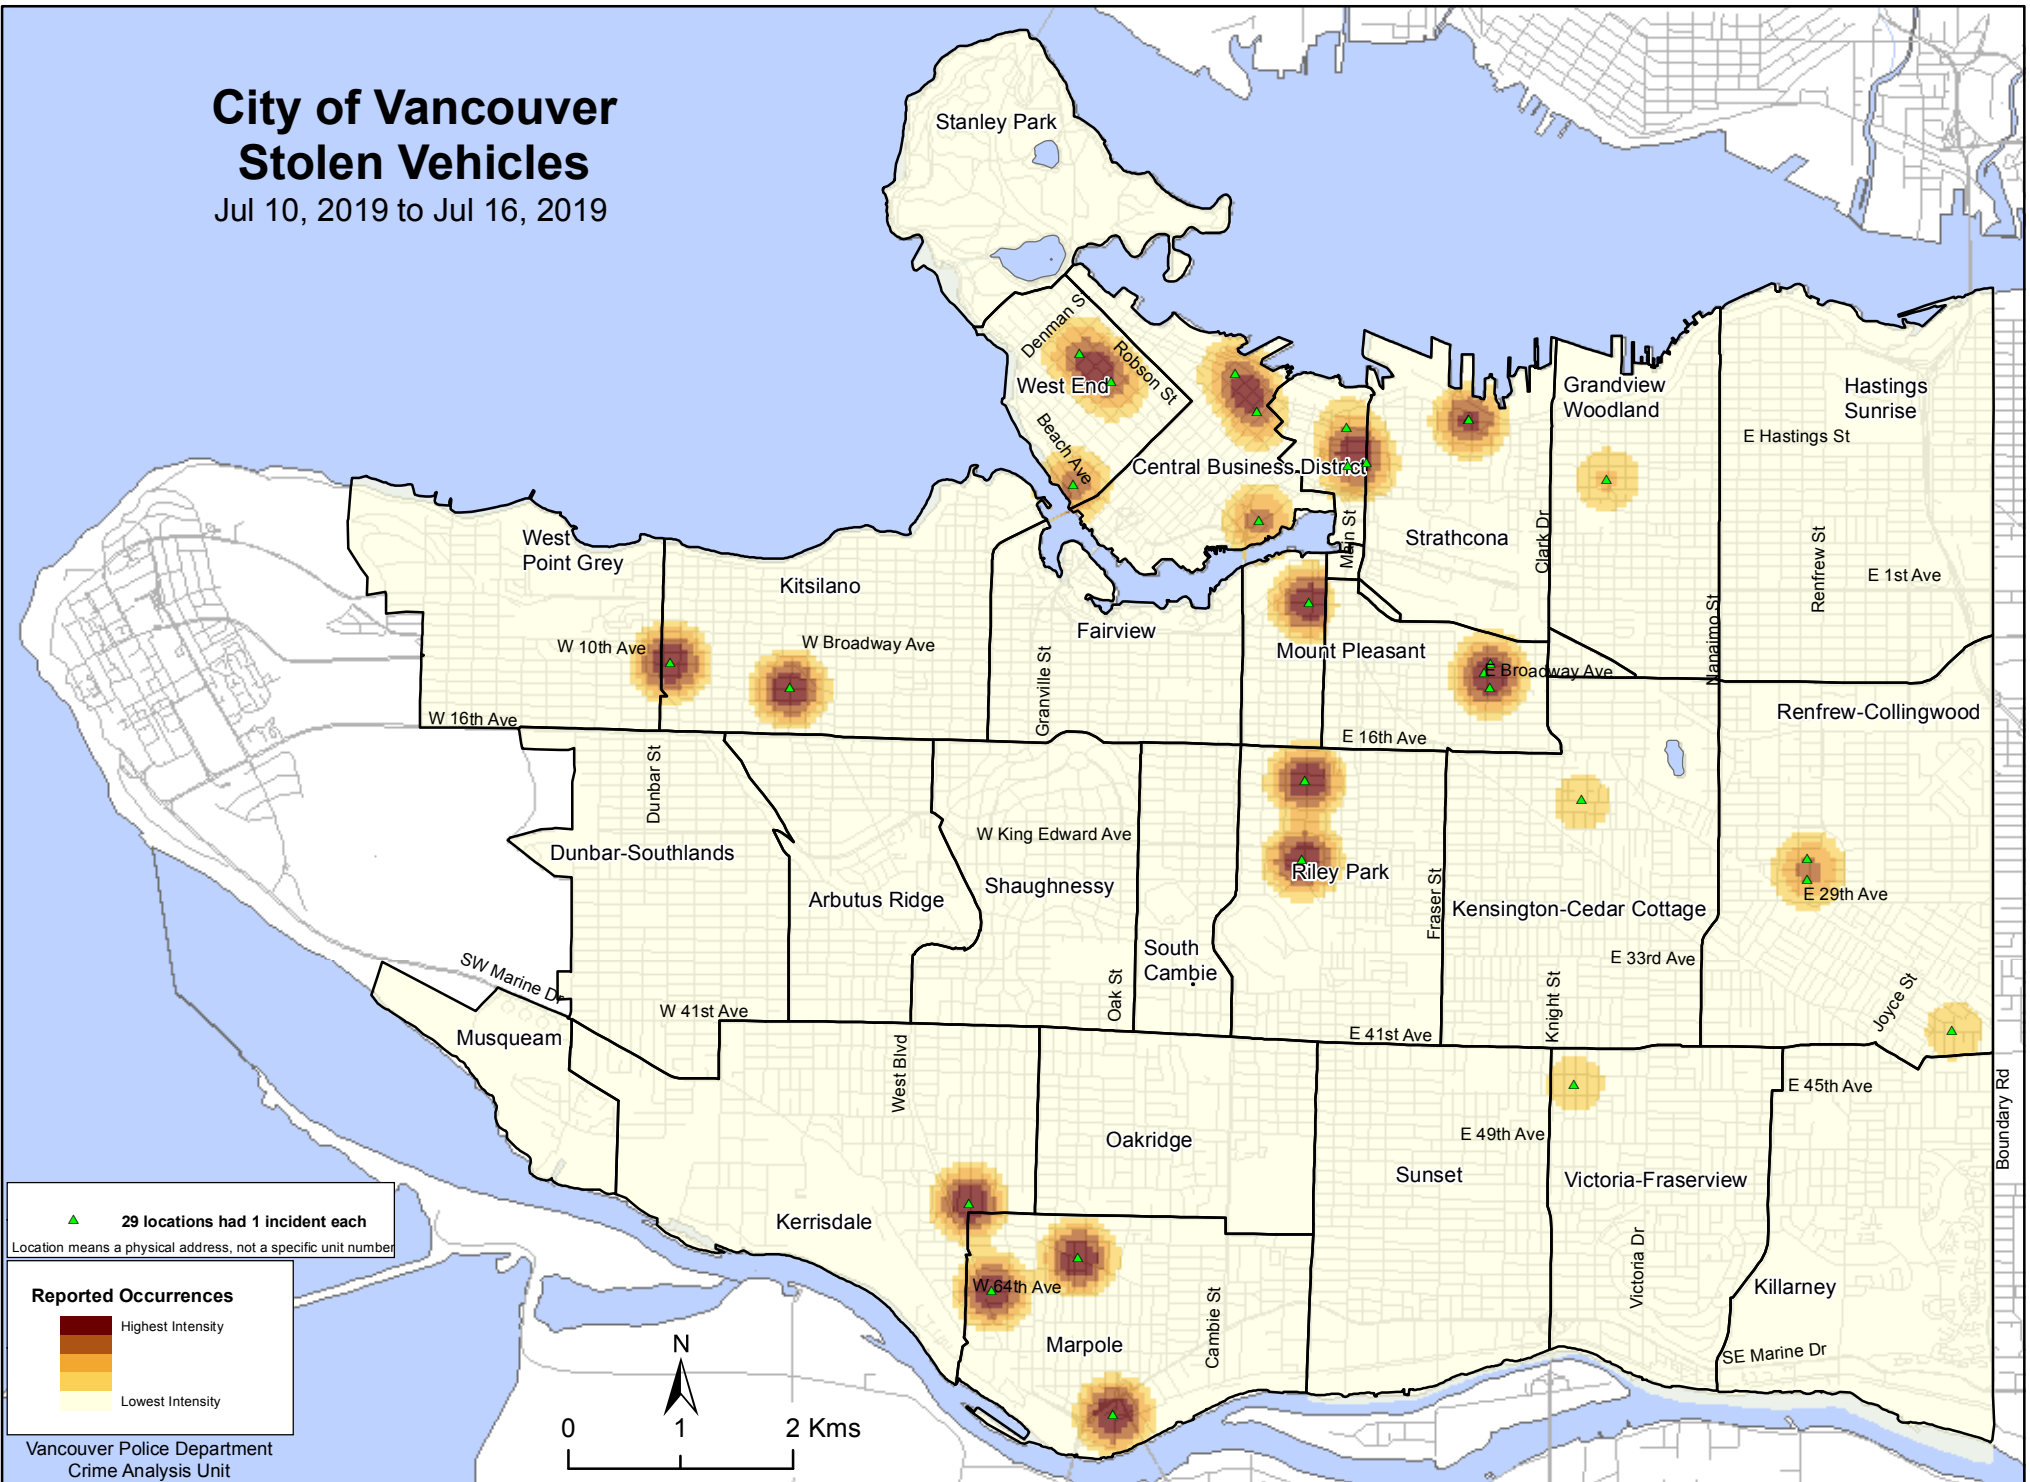 City of Vancouver
Stolen Vehicles
Jul 10, 2019 to Jul 16, 2019
Stanley Park
Denman S
Robson St
West End
Beach Ave
Central Business District
Main St
Strathcona
Clark Dr
Grandview
Woodland
Hastings
Sunrise
E Hastings St
Renfrew St
E 1st Ave
Nanaimo St
West
Point Grey
Kitsilano
W 10th Ave
W Broadway Ave
Fairview
Granville St
Mount Pleasant
E Broadway Ave
W 16th Ave
E 16th Ave
Renfrew-Collingwood
Dunbar St
Dunbar-Southlands
Arbutus Ridge
W King Edward Ave
Shaughnessy
Riley Park
Fraser St
Kensington-Cedar Cottage
E 29th Ave
South
Cambie
Oak St
E 33rd Ave
Knight St
Joyce St
SW Marine Dr
W 41st Ave
E 41st Ave
Musqueam
West Blvd
E 45th Ave
Boundary Rd
Oakridge
E 49th Ave
Sunset
Victoria-Fraserview
Kerrisdale
Victoria Dr
W 64th Ave
Killarney
Marpole
Cambie St
SE Marine Dr
29 locations had 1 incident each
Location means a physical address, not a specific unit number
Reported Occurrences
Highest Intensity
Lowest Intensity
Vancouver Police Department
Crime Analysis Unit
N
0 1 2 Kms